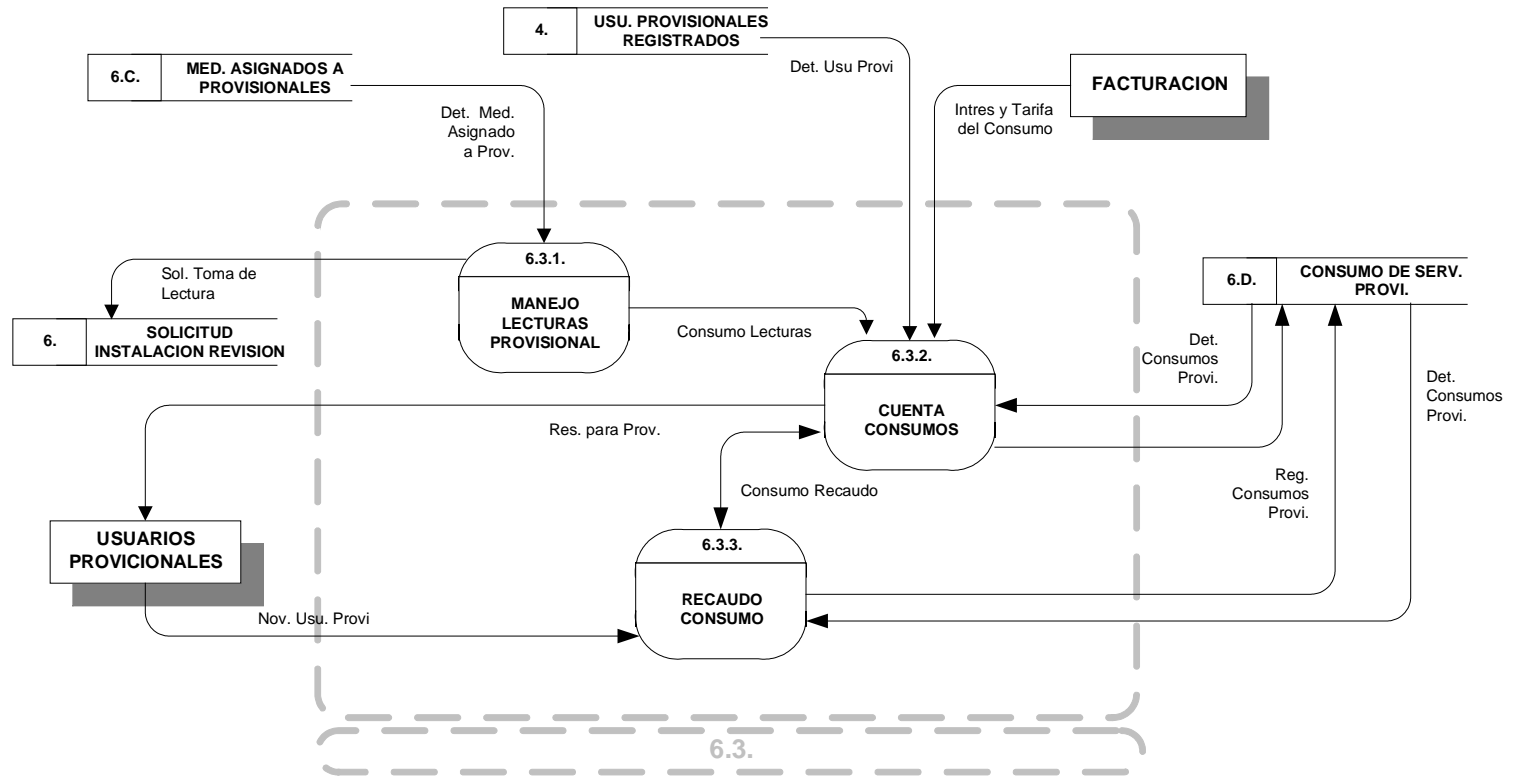 4.
USU. PROVISIONALES
REGISTRADOS
6.C.
MED. ASIGNADOS A
PROVISIONALES
Det. Usu Provi
FACTURACION
Det. Med.
Asignado
a Prov.
Intres y Tarifa
del Consumo
6.3.1.
MANEJO
LECTURAS
PROVISIONAL
Sol. Toma de
Lectura
6.
SOLICITUD
INSTALACION REVISION
Consumo Lecturas
6.D.
CONSUMO DE SERV.
PROVI.
6.3.2.
CUENTA
CONSUMOS
Det.
Consumos
Provi.
Det.
Consumos
Provi.
Res. para Prov.
Consumo Recaudo
Reg.
Consumos
Provi.
USUARIOS
PROVICIONALES
6.3.3.
RECAUDO
CONSUMO
Nov. Usu. Provi
6.3.